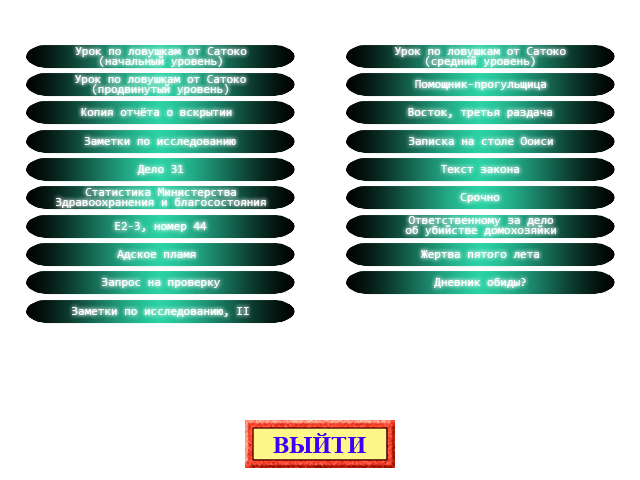 Урок по ловушкам от Сатоко
(начальный уровень)
Урок по ловушкам от Сатоко
(продвинутый уровень)
Копия отчёта о вскрытии
Заметки по исследованию
Дело 31
Статистика Министерства
Здравоохранения и благосостояния
E2-3, номер 44
Адское пламя
Запрос на проверку
Заметки по исследованию, II
Урок по ловушкам от Сатоко
(средний уровень)
Помощник-прогульщица
Восток, третья раздача
Записка на столе Ооиси
Текст закона
Срочно
Ответственному за дело
об убийстве домохозяйки
Жертва пятого лета
Дневник обиды?
ВЫЙТИ